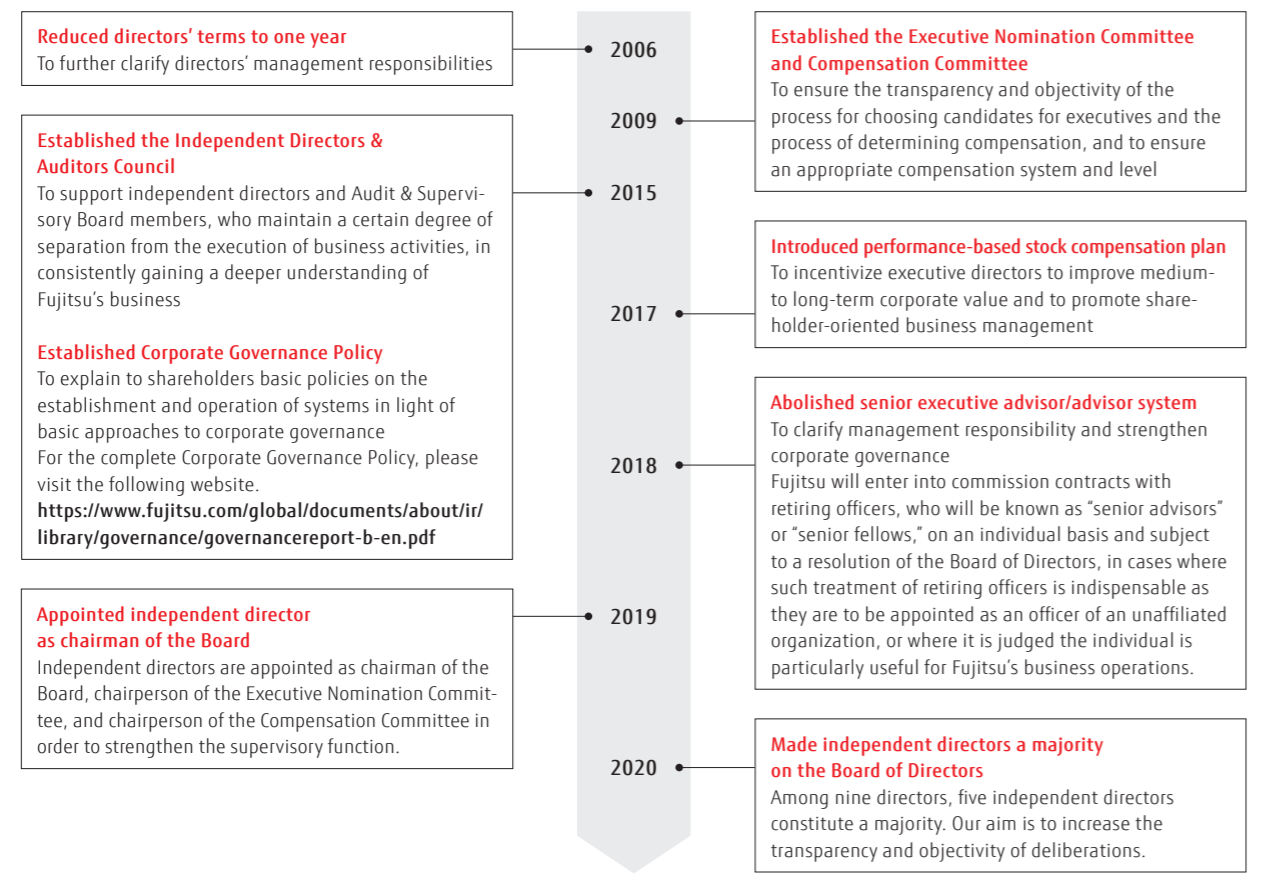 Reduced directors' terms to one year
To further clarify directors' management responsibilities
2006
Established the Executive Nomination Committee
and Compensation Committee
To ensure the transparency and objectivity of the
process for choosing candidates for executives and the
process of determining compensation, and to ensure
an appropriate compensation system and level
2009
Established the Independent Directors &
Auditors Council
To support independent directors and Audit & Supervi-
sory Board members, who maintain a certain degree of
separation from the execution of business activities, in
consistently gaining a deeper understanding of
Fujitsu's business
Established Corporate Governance Policy
To explain to shareholders basic policies on the
establishment and operation of systems in light of
basic approaches to corporate governance
For the complete Corporate Governance Policy, please
visit the following website.
https://www.fujitsu.com/global/documents/about/ir/
library/governance/governancereport-b-en.pdf
2015
Introduced performance-based stock compensation plan
To incentivize executive directors to improve medium-
to long-term corporate value and to promote share-
holder-oriented business management
2017
Abolished senior executive advisor/advisor system
To clarify management responsibility and strengthen
corporate governance
Fujitsu will enter into commission contracts with
retiring officers, who will be known as "senior advisors"
or "senior fellows," on an individual basis and subject
to a resolution of the Board of Directors, in cases where
such treatment of retiring officers is indispensable as
they are to be appointed as an officer of an unaffiliated
organization, or where it is judged the individual is
particularly useful for Fujitsu's business operations.
2018
Appointed independent director
as chairman of the Board
Independent directors are appointed as chairman of the
Board, chairperson of the Executive Nomination Commit-
tee, and chairperson of the Compensation Committee in
order to strengthen the supervisory function.
2019
Made independent directors a majority
on the Board of Directors
Among nine directors, five independent directors
constitute a majority. Our aim is to increase the
transparency and objectivity of deliberations.
2020